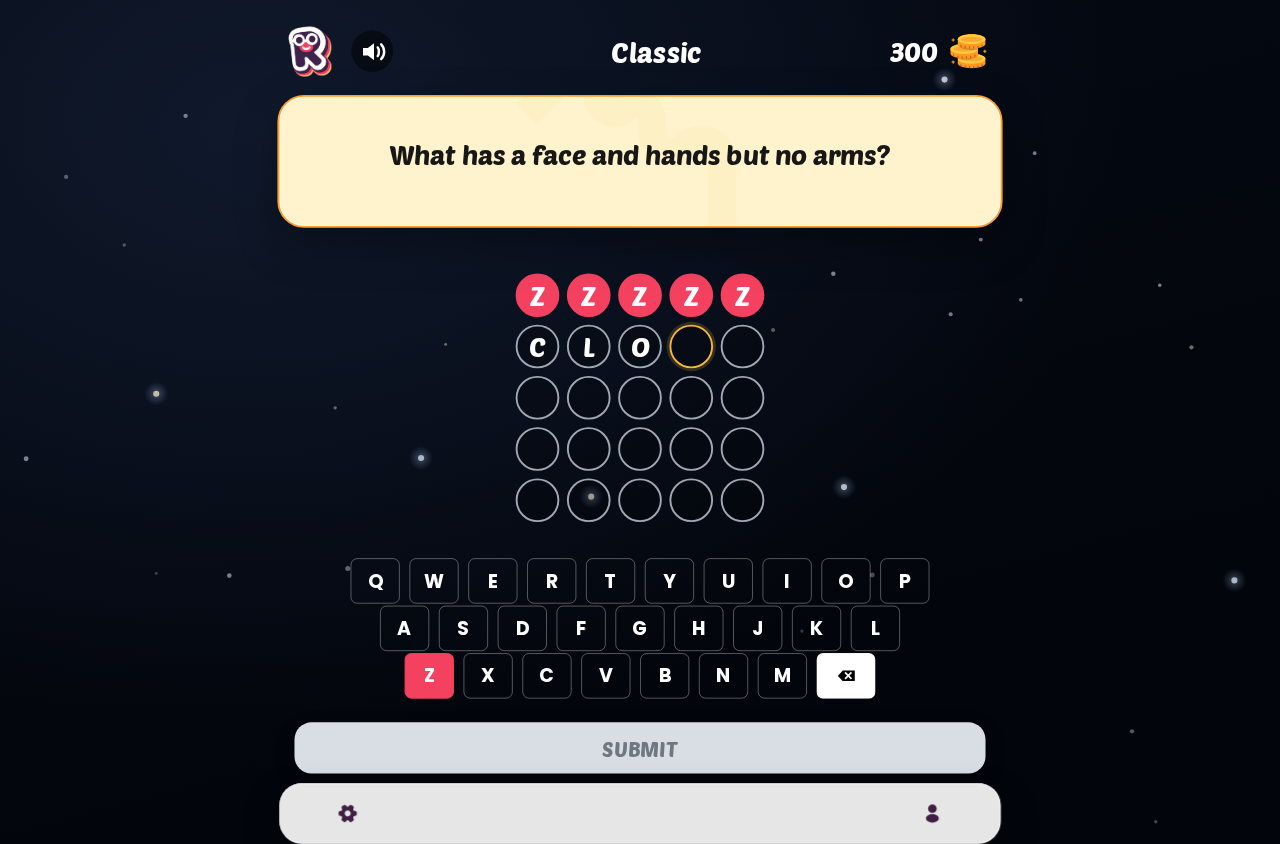 R
Classic
300
What has a face and hands but no arms?
Z Z Z Z Z
C L O
Q W E R T Y U I O P
A S D F G H J K L
Z X C V B N M
SUBMIT